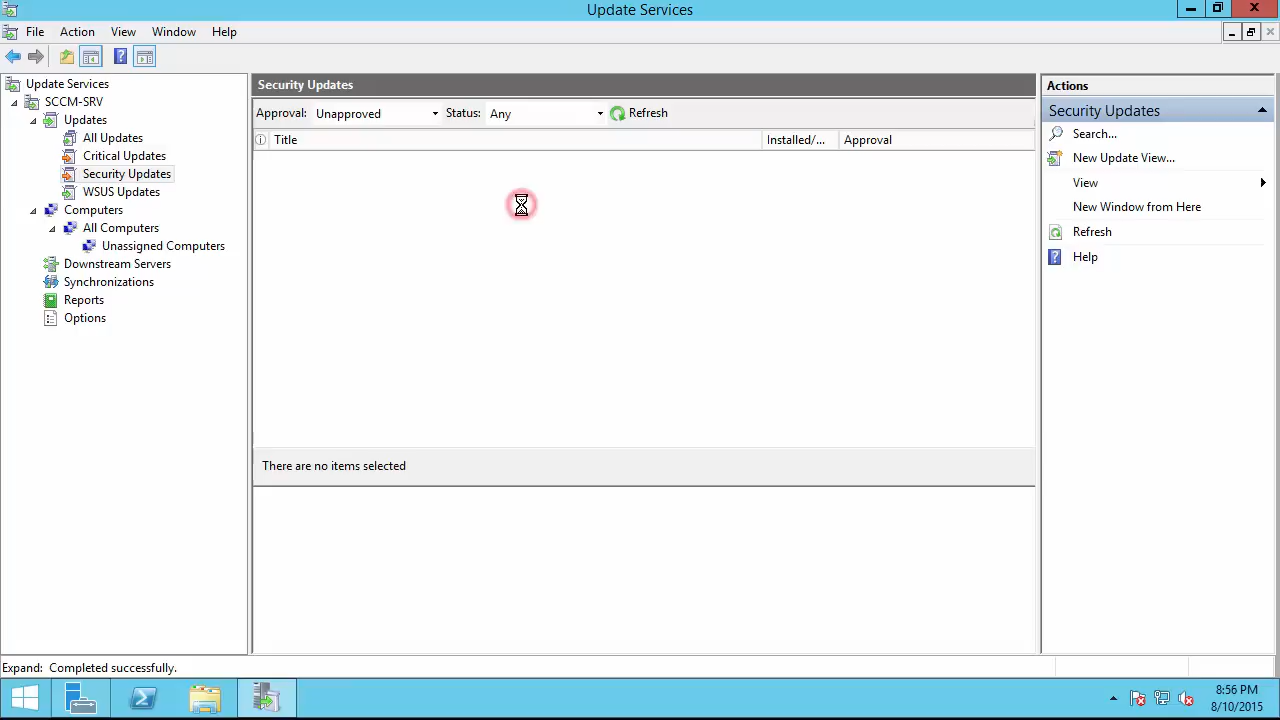 Update Services
File Action View Window Help
Update Services
SCCM-SRV
Updates
All Updates
Critical Updates
Security Updates
WSUS Updates
Computers
All Computers
Unassigned Computers
Downstream Servers
Synchronizations
Reports
Options
Security Updates
Approval: Unapproved Status: Any Refresh
Title Installed/... Approval
There are no items selected
Actions
Security Updates
Search...
New Update View...
View
New Window from Here
Refresh
Help
Expand: Completed successfully.
8:56 PM
8/10/2015